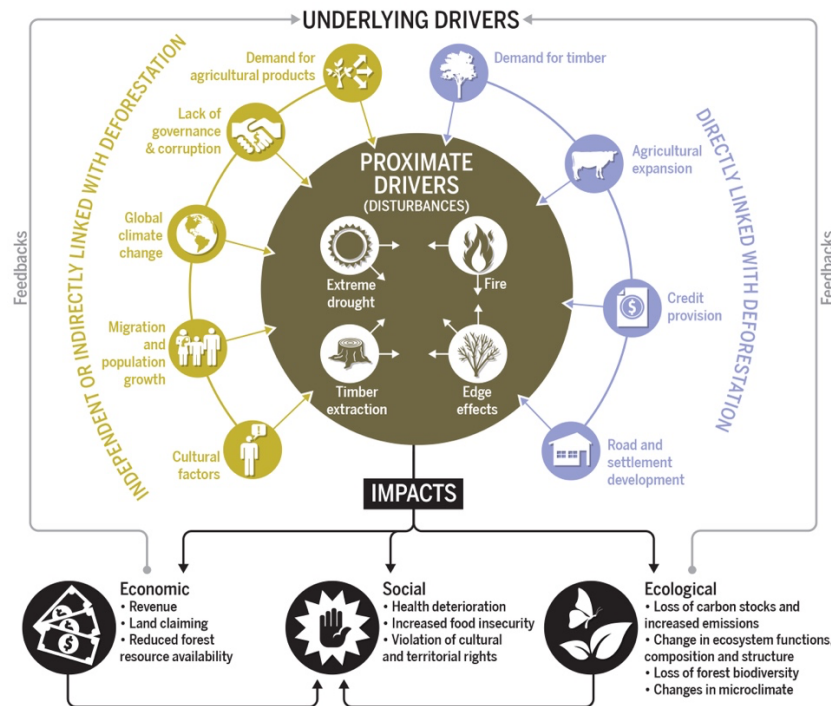 UNDERLYING DRIVERS
Feedbacks
Feedbacks
INDEPENDENT OR INDIRECTLY LINKED WITH DEFORESTATION
DIRECTLY LINKED WITH DEFORESTATION
Demand for
agricultural products
Lack of
governance
& corruption
Global
climate
change
Migration
and
population
growth
Cultural
factors
Demand for timber
Agricultural
expansion
$
Credit
provision
Road and
settlement
development
PROXIMATE
DRIVERS
(DISTURBANCES)
Extreme
drought
Fire
Timber
extraction
Edge
effects
!
IMPACTS
Economic
• Revenue
• Land claiming
• Reduced forest
resource availability
Social
• Health deterioration
• Increased food insecurity
• Violation of cultural
and territorial rights
Ecological
• Loss of carbon stocks and
increased emissions
• Change in ecosystem functions,
composition and structure
• Loss of forest biodiversity
• Changes in microclimate